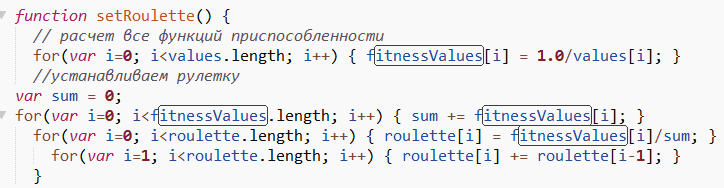 function setRoulette() {
// расчет все функций приспособленности
for(var i=0; i<values.length; i++) { fitnessValues[i] = 1.0/values[i]; }
//устанавливаем рулетку
var sum = 0;
for(var i=0; i<fitnessValues.length; i++) { sum += fitnessValues[i]; }
for(var i=0; i<roulette.length; i++) { roulette[i] = fitnessValues[i]/sum; }
for(var i=1; i<roulette.length; i++) { roulette[i] += roulette[i-1]; }
}